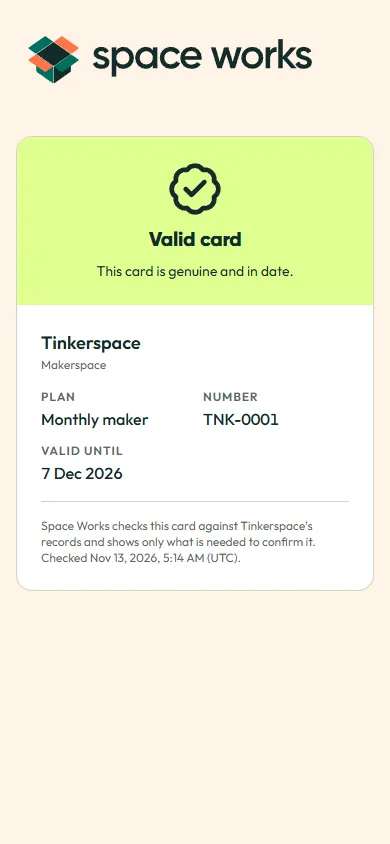 space works
Valid card
This card is genuine and in date.
Tinkerspace
Makerspace
PLAN
Monthly maker
NUMBER
TNK-0001
VALID UNTIL
7 Dec 2026
Space Works checks this card against Tinkerspace's
records and shows only what is needed to confirm it.
Checked Nov 13, 2026, 5:14 AM (UTC).